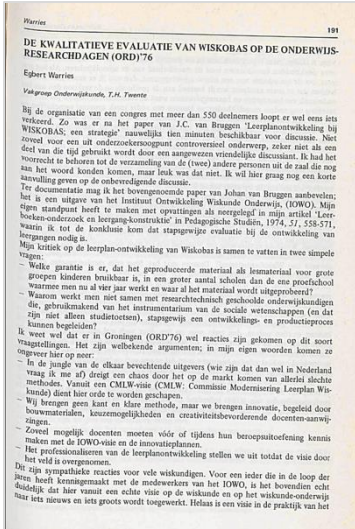 Warries
191
DE KWALITATIEVE EVALUATIE VAN WISKOBAS OP DE ONDERWIJS-
RESEARCHDAGEN (ORD)'76
Egbert Warries
Vakgroep Onderwijskunde, T.H. Twente
Bij de organisatie van een congres met meer dan 550 deelnemers loopt er wel eens iets
verkeerd. Zo was er na het paper van J.C. van Bruggen 'Leerplanontwikkeling bij
WISKOBAS; een strategie' nauwelijks tien minuten beschikbaar voor discussie. Niet
zoveel voor een uit onderzoekersoogpunt controversieel onderwerp, zeker niet als een
deel van die tijd gebruikt wordt door een aangewezen vriendelijke discussiant. Ik had het
voorrecht te behoren tot de verzameling van de (twee) andere personen uit de zaal die nog
aan het woord konden komen, maar leuk was dat niet. Ik wil hier graag nog een korte
aanvulling geven op de onbevredigende discussie.
Ter documentatie mag ik het bovengenoemde paper van Johan van Bruggen aanbevelen;
het is een uitgave van het Instituut Ontwikkeling Wiskunde Onderwijs, (IOWO). Mijn
eigen standpunt heeft te maken met opvattingen als neergelegd in mijn artikel 'Leer-
boeken-onderzoek en leergang-konstruktie' in Pedagogische Studiën, 1974, 51, 558-571,
waarin ik tot de konklusie kom dat stapsgewijze evaluatie bij de ontwikkeling van
leergangen nodig is.
Mijn kritiek op de leerplan-ontwikkeling van Wiskobas is samen te vatten in twee simpele
vragen:
— Welke garantie is er, dat het geproduceerde materiaal als lesmateriaal voor grote
groepen kinderen bruikbaar is, in een groter aantal scholen dan de ene proefschool
waarmee men nu al vier jaar werkt en waar al het materiaal wordt uitgeprobeerd?
— Waarom werkt men niet samen met researchtechnisch geschoolde onderwijskundigen
die, gebruikmakend van het instrumentarium van de sociale wetenschappen (en dat
zijn niet alleen studietoetsen), stapsgewijs een ontwikkelings- en productieproces
kunnen begeleiden?
Ik weet wel dat er in Groningen (ORD'76) wel reacties zijn gekomen op dit soort
vraagstellingen. Het zijn welbekende argumenten; in mijn eigen woorden komen ze
ongeveer hier op neer:
— In de jungle van de elkaar bevechtende uitgevers (wie zijn dat dan wel in Nederland
vraag ik me af) dreigt een chaos door het op de markt komen van allerlei slechte
methodes. Vanuit een CMLW-visie (CMLW: Commissie Modernisering Leerplan Wis-
kunde) dient hier orde te worden geschapen.
— Wij brengen geen kant en klare methode, maar we brengen innovatie, begeleid door
bouwmaterialen, keuzemogelijkheden en creativiteitsbevorderende docenten-aanwij-
zingen.
— Zoveel mogelijk docenten moeten vóór of tijdens hun beroepsuitoefening kennis
maken met de IOWO-visie en de innovatieplannen.
— Het professionaliseren van de leerplanontwikkeling stellen we uit totdat de visie door
het veld is overgenomen.
Dit zijn sympathieke reacties voor vele wiskundigen. Voor een ieder die in de loop der
jaren heeft kennisgemaakt met de medewerkers van het IOWO, is het bovendien echt
duidelijk dat hier vanuit een echte visie op de wiskunde en op het wiskunde-onderwijs
naar iets nieuws en iets groots wordt toegewerkt. Helaas is een visie in de praktijk van het